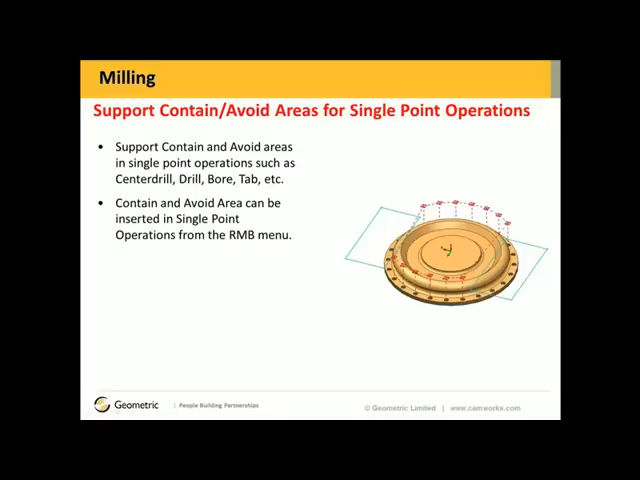 Milling
Support Contain/Avoid Areas for Single Point Operations
• Support Contain and Avoid areas
in single point operations such as
Centerdrill, Drill, Bore, Tab, etc.
• Contain and Avoid Area can be
inserted in Single Point
Operations from the RMB menu.
Geometric | People Building Partnerships
© Geometric Limited | www.camworks.com